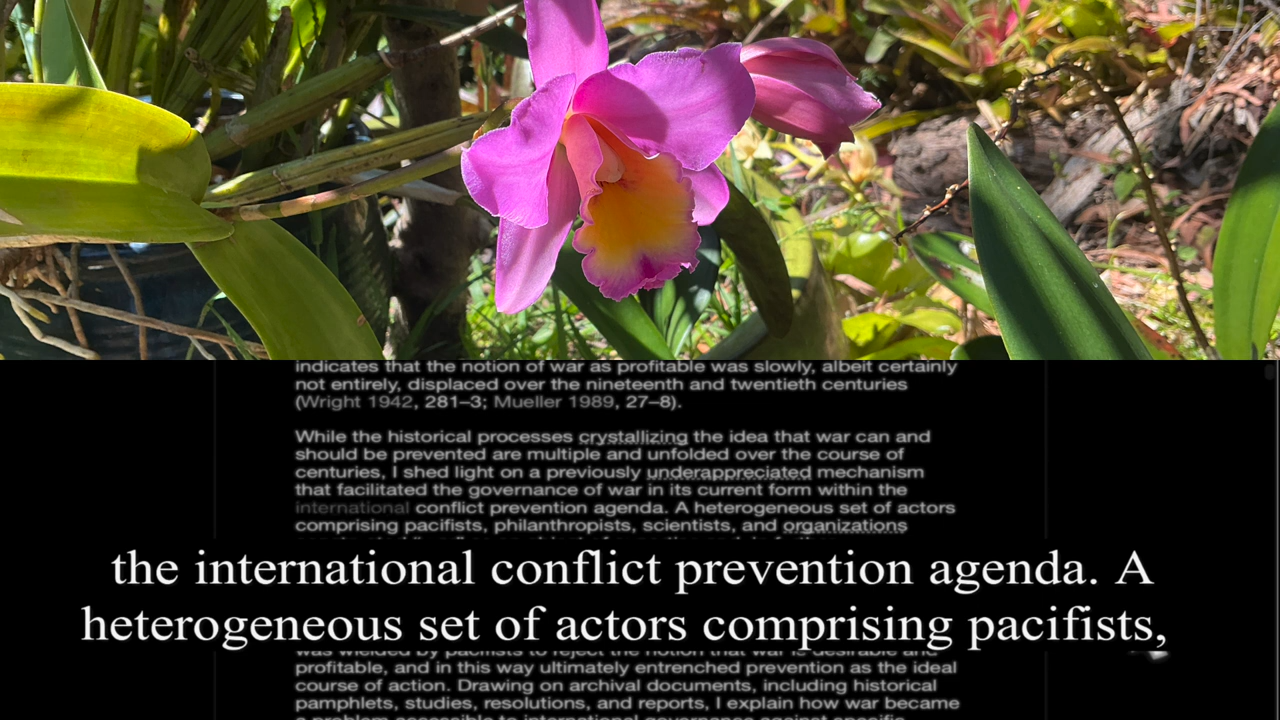 indicates that the notion of war as profitable was slowly, albeit certainly
not entirely, displaced over the nineteenth and twentieth centuries
(Wright 1942, 281–3; Mueller 1989, 27–8).
While the historical processes crystallizing the idea that war can and
should be prevented are multiple and unfolded over the course of
centuries, I shed light on a previously underappreciated mechanism
that facilitated the governance of war in its current form within the
international conflict prevention agenda. A heterogeneous set of actors
comprising pacifists, philanthropists, scientists, and organizations
the international conflict prevention agenda. A
heterogeneous set of actors comprising pacifists,
was wielded by pacifists to reject the notion that war is desirable and
profitable, and in this way ultimately entrenched prevention as the ideal
course of action. Drawing on archival documents, including historical
pamphlets, studies, resolutions, and reports, I explain how war became
a problem accessible to international governance against specific